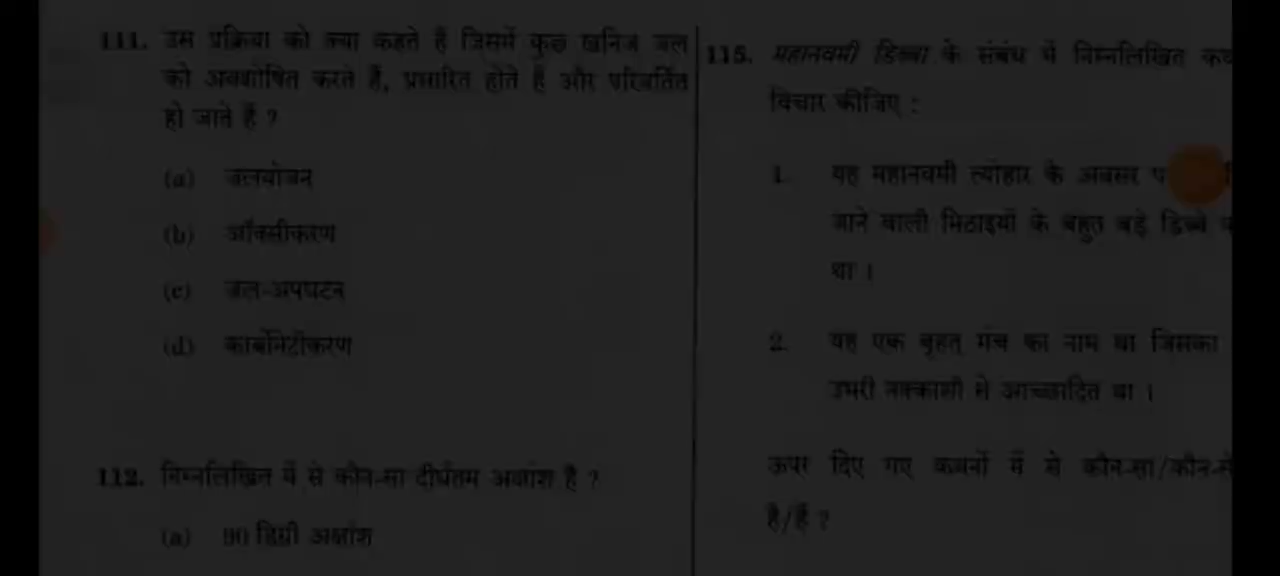 111. उस प्रक्रिया को क्या कहते हैं जिसमें कुछ खनिज जल
को अवशोषित करते हैं, प्रसारित होते हैं और परिवर्तित
हो जाते हैं ?
(a) जलयोजन
(b) ऑक्सीकरण
(c) जल-अपघटन
(d) कार्बोनेटीकरण
112. निम्नलिखित में से कौन-सा दीर्घतम अक्षांश है ?
(a) 90 डिग्री अक्षांश
115. महानवमी डिब्बा के संबंध में निम्नलिखित
विचार कीजिए :
1. यह महानवमी त्योहार के अवसर
जाने वाली मिठाइयों के बहुत बड़े डिब्बे
था ।
2. यह एक बृहत् मंच का नाम था जिसका
उभरी नक्काशी से आच्छादित था ।
ऊपर दिए गए कथनों में से कौन-सा/कौन-से
है/हैं ?